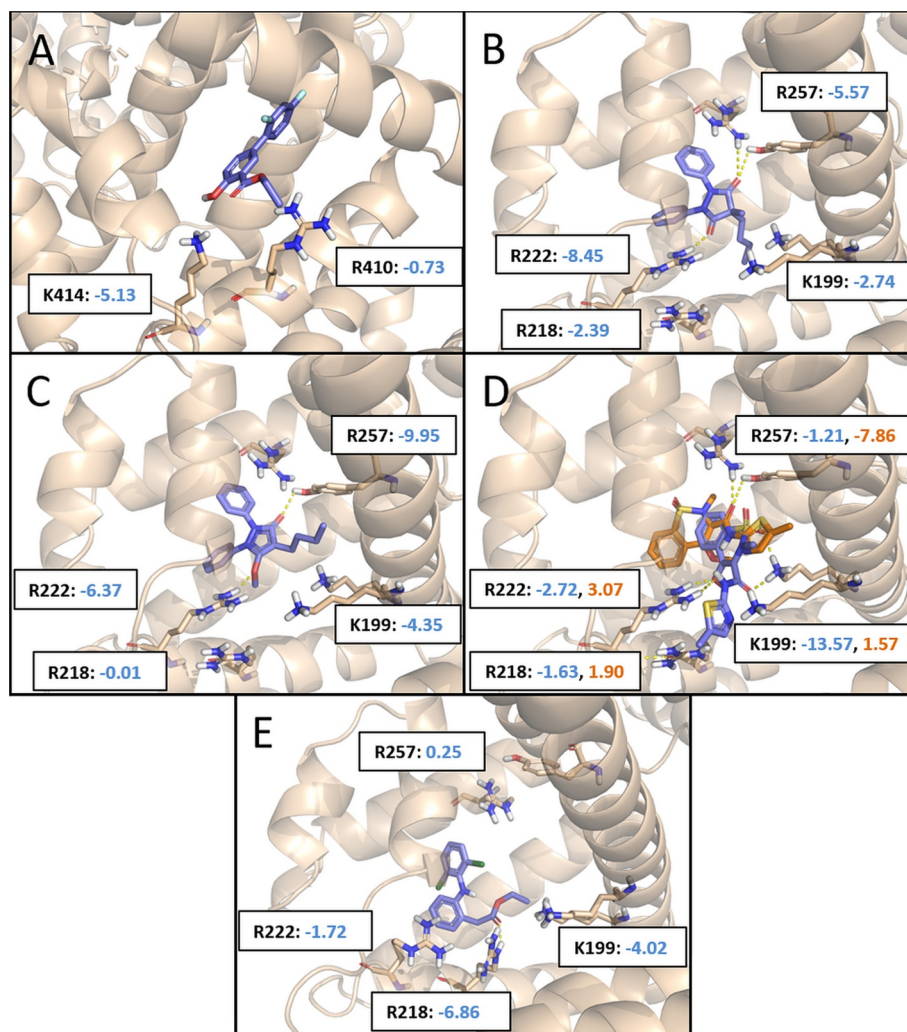 A
K414: -5.13
R410: -0.73
B
R257: -5.57
R222: -8.45
K199: -2.74
R218: -2.39
C
R257: -9.95
R222: -6.37
K199: -4.35
R218: -0.01
D
R257: -1.21, -7.86
R222: -2.72, 3.07
K199: -13.57, 1.57
R218: -1.63, 1.90
E
R257: 0.25
R222: -1.72
K199: -4.02
R218: -6.86